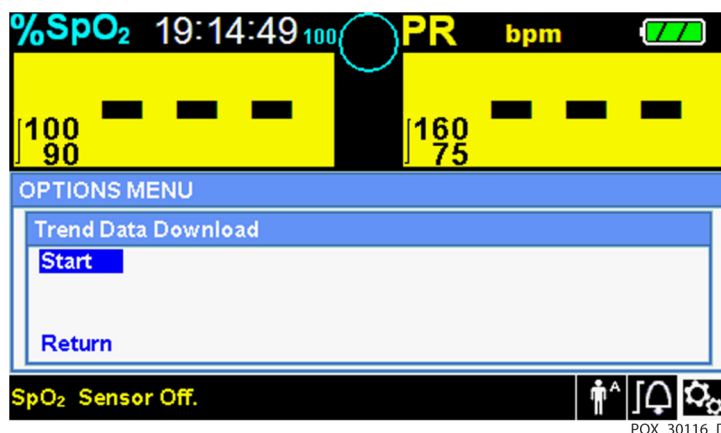 %SpO₂ 19:14:49 100 PR bpm
--- ---
100 160
90 75
OPTIONS MENU
Trend Data Download
Start
Return
SpO₂ Sensor Off. A
POX_30116_D